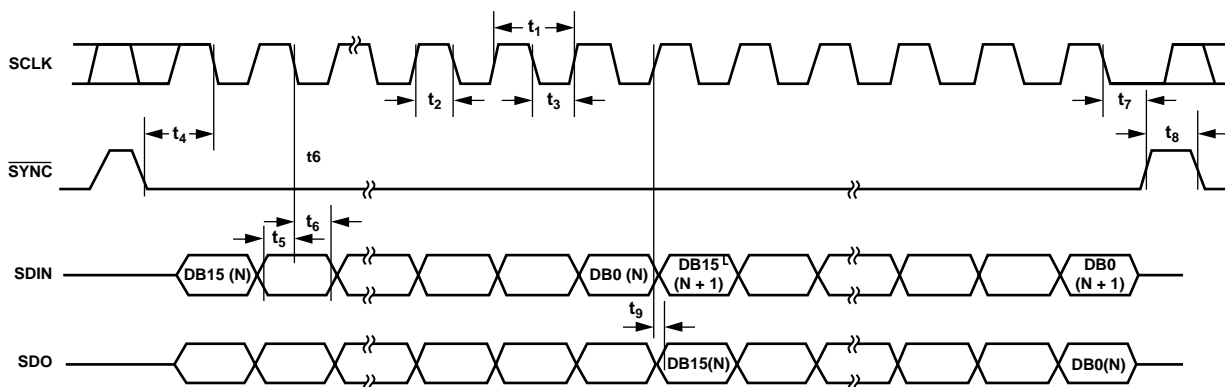 t1
SCLK
t2
t3
t7
t4
t8
t6
SYNC
t6
t5
SDIN
DB15 (N)
DB0 (N)
DB15 L
(N + 1)
DB0
(N + 1)
t9
SDO
DB15(N)
DB0(N)